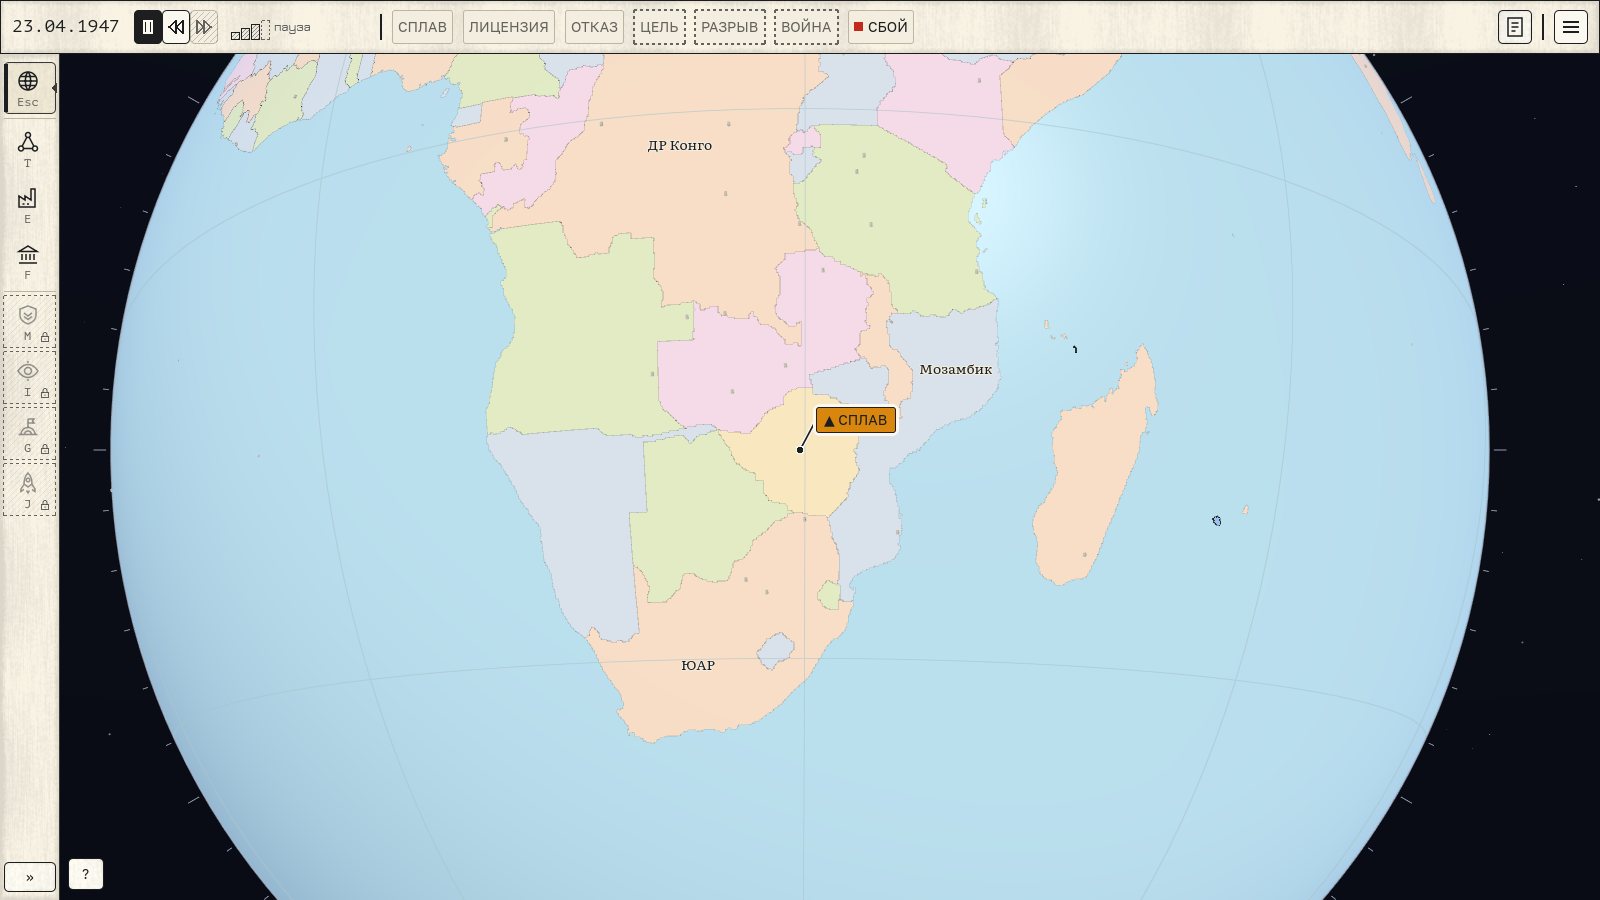 23.04.1947
пауза
СПЛАВ
ЛИЦЕНЗИЯ
ОТКАЗ
ЦЕЛЬ
РАЗРЫВ
ВОЙНА
СБОЙ
Esc
T
E
F
M
I
G
J
»
?
ДР Конго
Мозамбик
▲ СПЛАВ
ЮАР